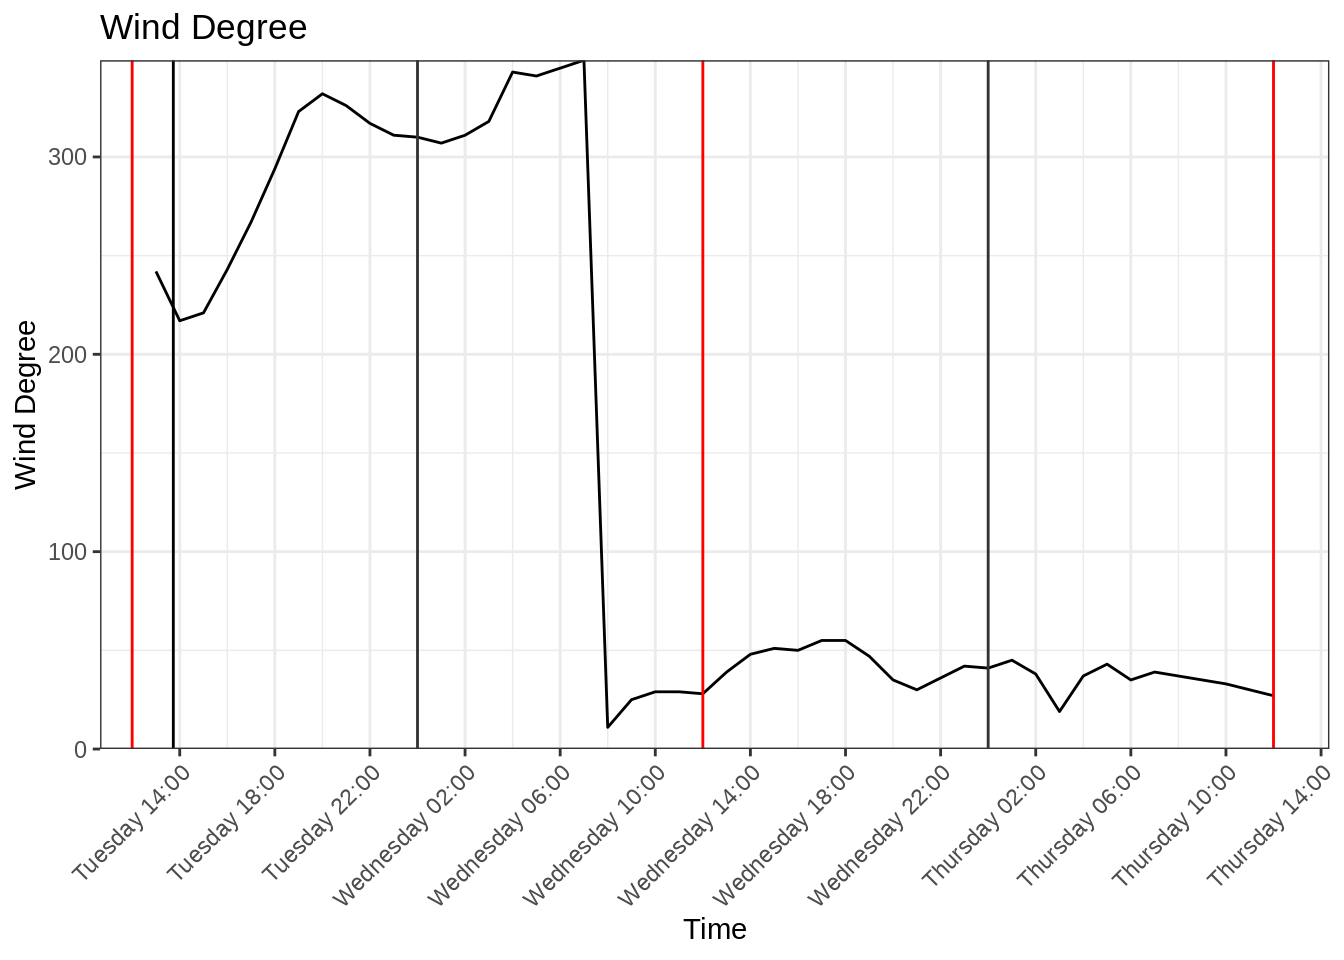 Wind Degree
Wind Degree
300
200
100
0
Tuesday 14:00
Tuesday 18:00
Tuesday 22:00
Wednesday 02:00
Wednesday 06:00
Wednesday 10:00
Wednesday 14:00
Wednesday 18:00
Wednesday 22:00
Thursday 02:00
Thursday 06:00
Thursday 10:00
Thursday 14:00
Time